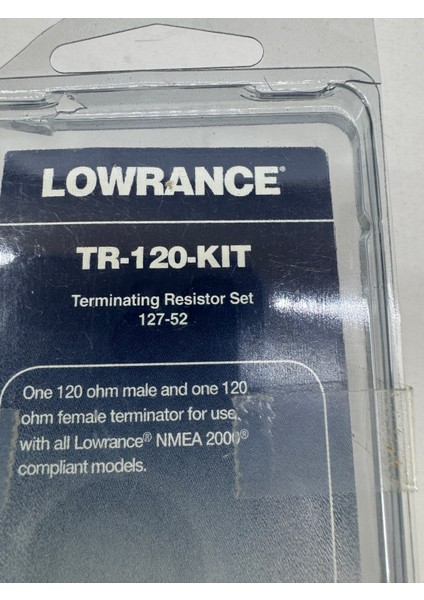 LOWRANCE®
TR-120-KIT
Terminating Resistor Set
127-52
One 120 ohm male and one 120
ohm female terminator for use
with all Lowrance® NMEA 2000®
compliant models.